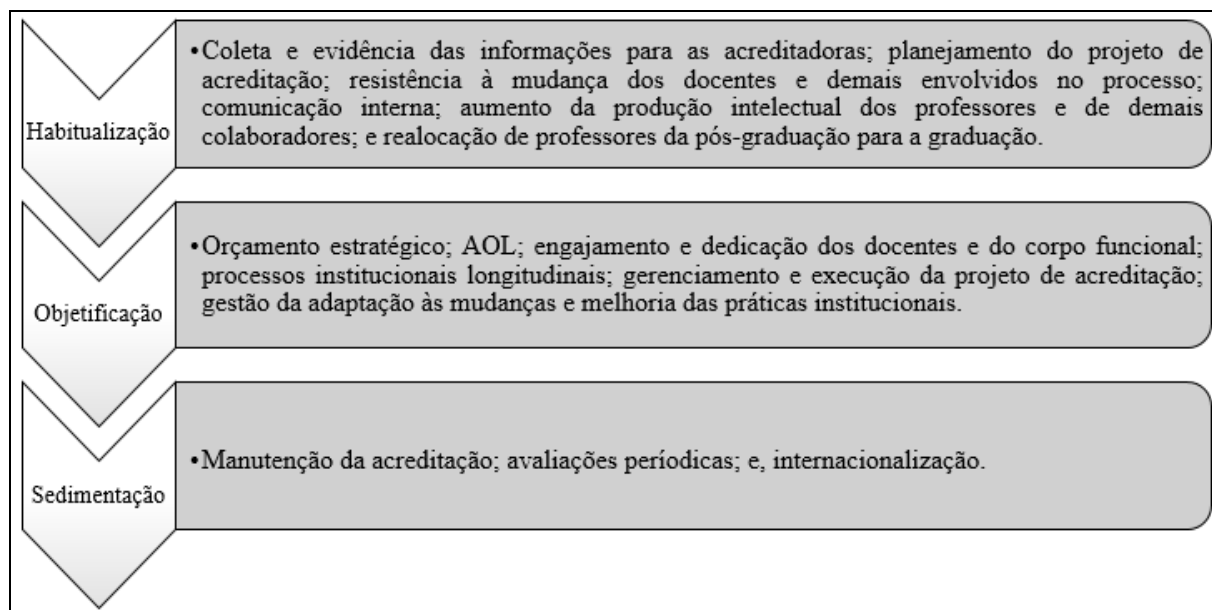 •Coleta e evidência das informações para as acreditadoras; planejamento do projeto de
acreditação; resistência à mudança dos docentes e demais envolvidos no processo;
comunicação interna; aumento da produção intelectual dos professores e de demais
colaboradores; e realocação de professores da pós-graduação para a graduação.
Habitualização
•Orçamento estratégico; AOL; engajamento e dedicação dos docentes e do corpo funcional;
processos institucionais longitudinais; gerenciamento e execução da projeto de acreditação;
gestão da adaptação às mudanças e melhoria das práticas institucionais.
Objetificação
•Manutenção da acreditação; avaliações períodicas; e, internacionalização.
Sedimentação